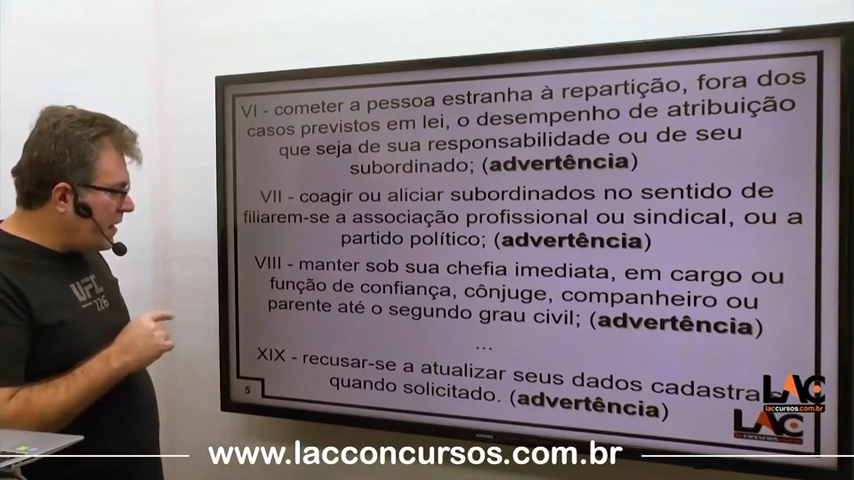 VI - cometer a pessoa estranha à repartição, fora dos
casos previstos em lei, o desempenho de atribuição
que seja de sua responsabilidade ou de seu
subordinado; (advertência)
VII - coagir ou aliciar subordinados no sentido de
filiarem-se a associação profissional ou sindical, ou a
partido político; (advertência)
VIII - manter sob sua chefia imediata, em cargo ou
função de confiança, cônjuge, companheiro ou
parente até o segundo grau civil; (advertência)
...
XIX - recusar-se a atualizar seus dados cadastra
quando solicitado. (advertência)
5
UFC
226
LAC
laccursos.com.br
LAC
www.lacconcursos.com.br